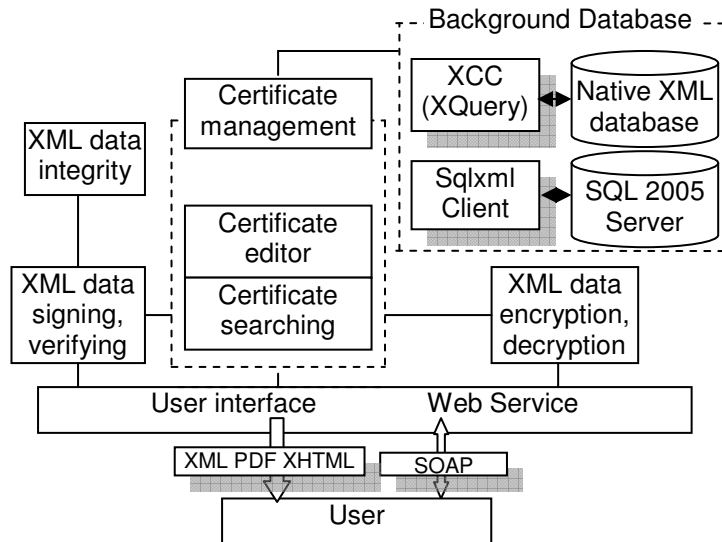 Background Database
Certificate
management
XCC
(XQuery)
Native XML
database
XML data
integrity
Sqlxml
Client
SQL 2005
Server
Certificate
editor
XML data
signing,
verifying
Certificate
searching
XML data
encryption,
decryption
User interface
Web Service
XML PDF XHTML
SOAP
User